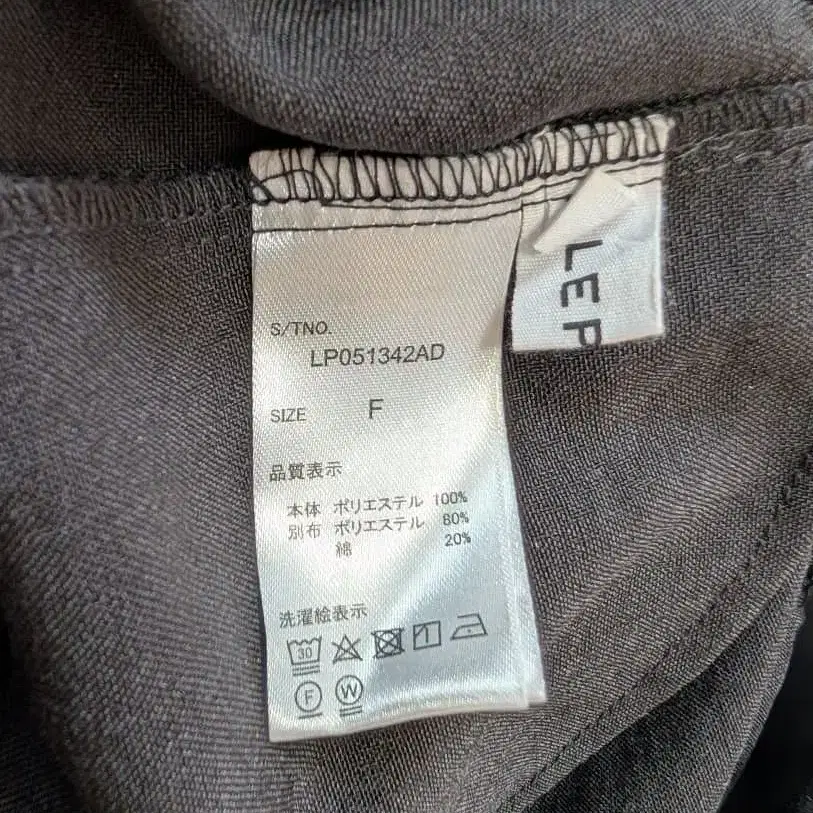 S/TNO.
LP051342AD
SIZE F
品質表示
本体 ポリエステル 100%
別布 ポリエステル 80%
綿 20%
洗濯絵表示
30
F W
LEP